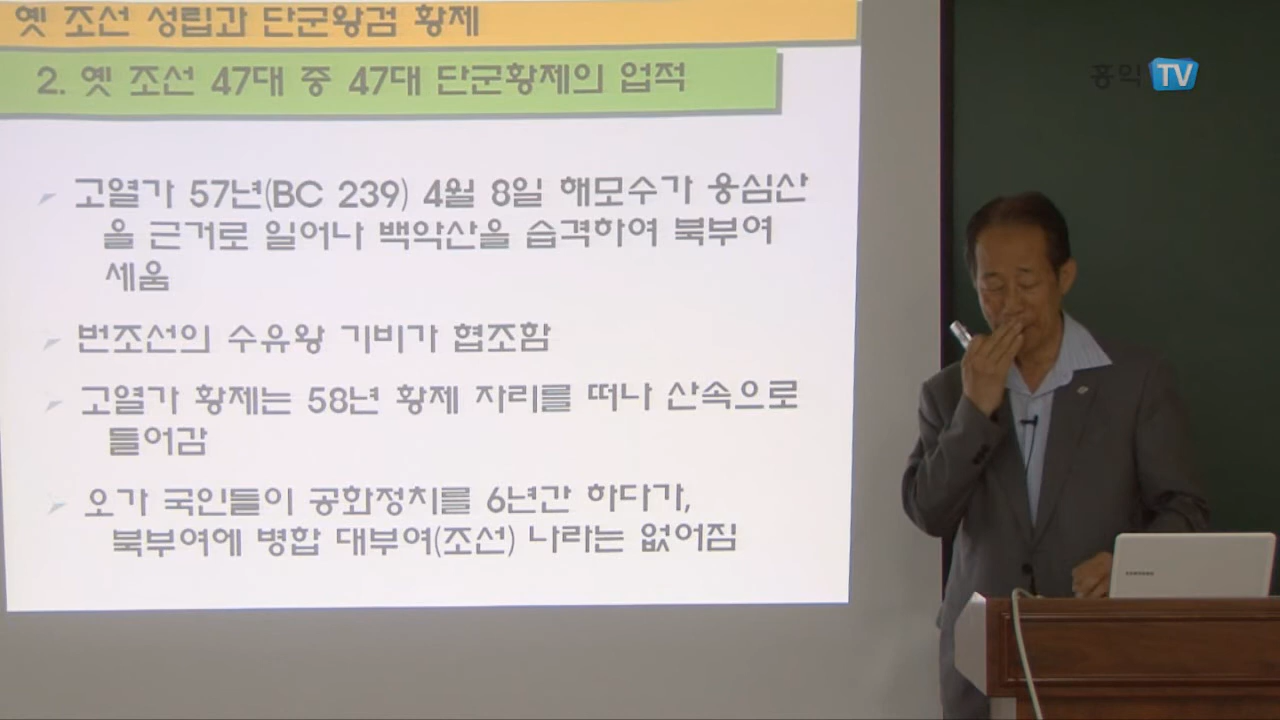 옛 조선 성립과 단군왕검 황제
2. 옛 조선 47대 중 47대 단군황제의 업적
홍익 TV
고열가 57년(BC 239) 4월 8일 해모수가 웅심산
을 근거로 일어나 백악산을 습격하여 북부여
세움
번조선의 수유왕 기비가 협조함
고열가 황제는 58년 황제 자리를 떠나 산속으로
들어감
오가 국인들이 공화정치를 6년간 하다가,
북부여에 병합 대부여(조선) 나라는 없어짐
SAMSUNG